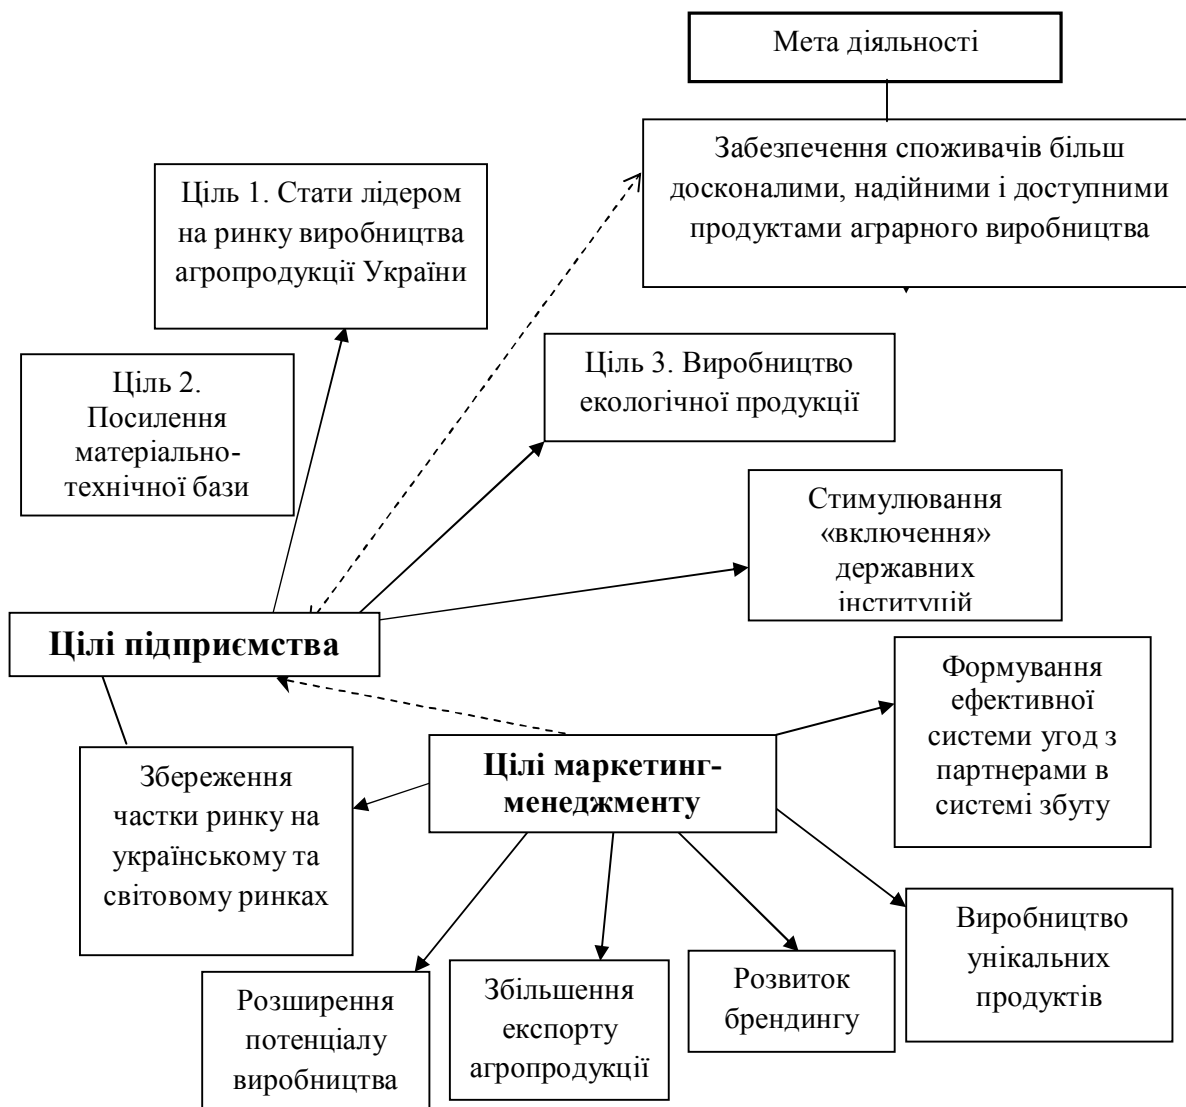 Мета діяльності
Забезпечення споживачів більш
досконалими, надійними і доступними
продуктами аграрного виробництва
Ціль 1. Стати лідером
на ринку виробництва
агропродукції України
Ціль 2.
Посилення
матеріально-
технічної бази
Ціль 3. Виробництво
екологічної продукції
Стимулювання
«включення»
державних
інституцій
Цілі підприємства
Формування
ефективної
системи угод з
партнерами в
системі збуту
Цілі маркетинг-
менеджменту
Збереження
частки ринку на
українському та
світовому ринках
Виробництво
унікальних
продуктів
Розширення
потенціалу
виробництва
Збільшення
експорту
агропродукції
Розвиток
брендингу